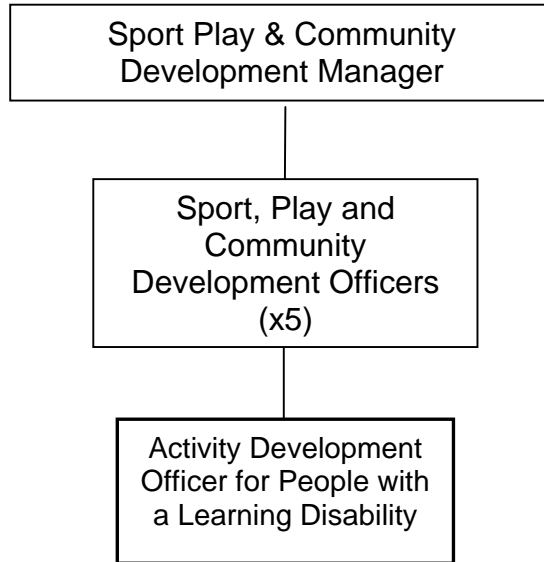 Sport Play & Community
Development Manager
Sport, Play and
Community
Development Officers
(x5)
Activity Development
Officer for People with
a Learning Disability